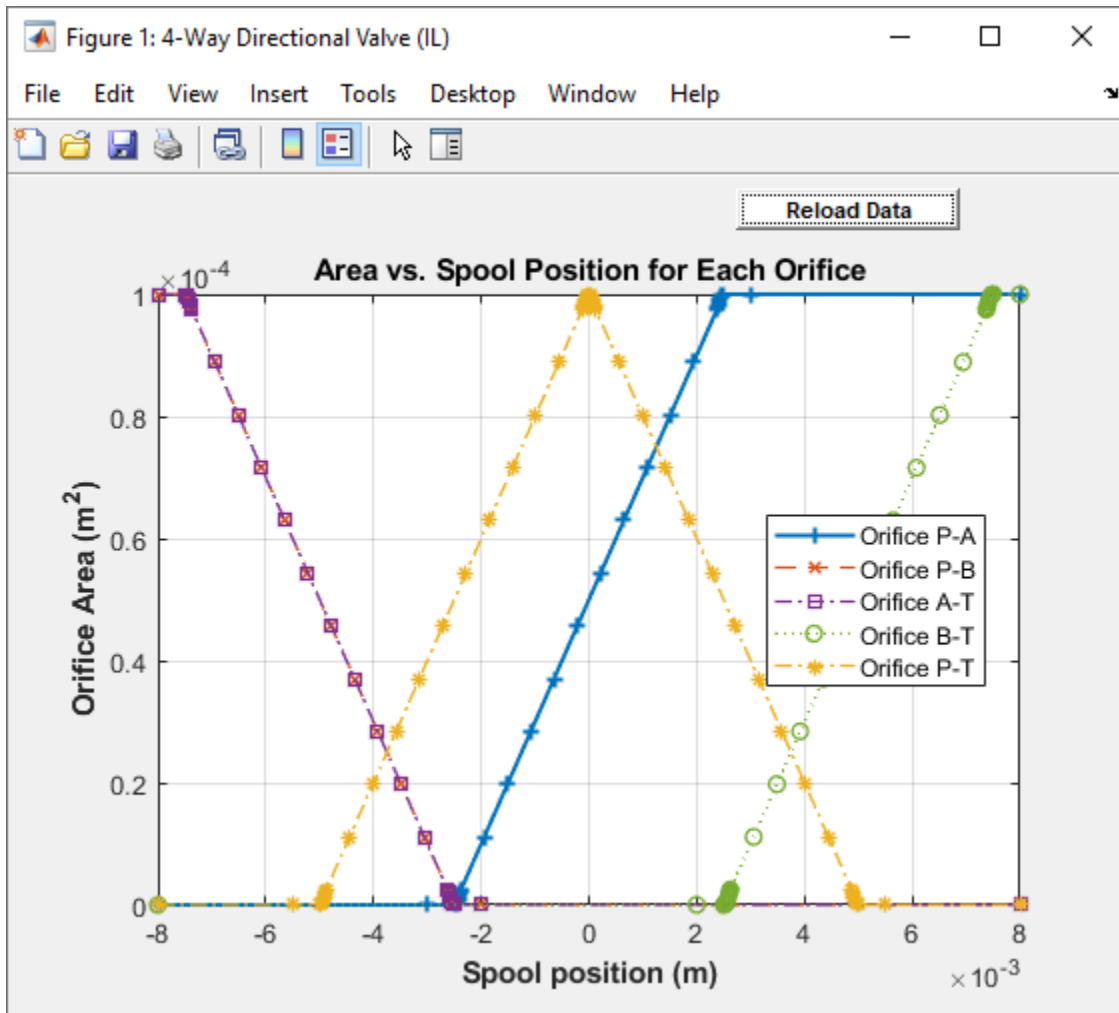 Figure 1: 4-Way Directional Valve (IL)
File Edit View Insert Tools Desktop Window Help
Reload Data
× 10^-4
Area vs. Spool Position for Each Orifice
1
0.8
0.6
0.4
0.2
0
Orifice Area (m^2)
Orifice P-A
Orifice P-B
Orifice A-T
Orifice B-T
Orifice P-T
-8 -6 -4 -2 0 2 4 6 8
Spool position (m)
× 10^-3